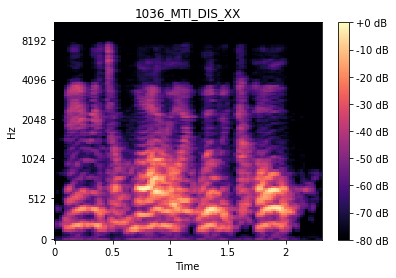 1036_MTI_DIS_XX
+0 dB
8192
-10 dB
4096
-20 dB
-30 dB
2048
Hz
-40 dB
1024
-50 dB
512
-60 dB
-70 dB
0
-80 dB
0 0.5 1 1.5 2
Time